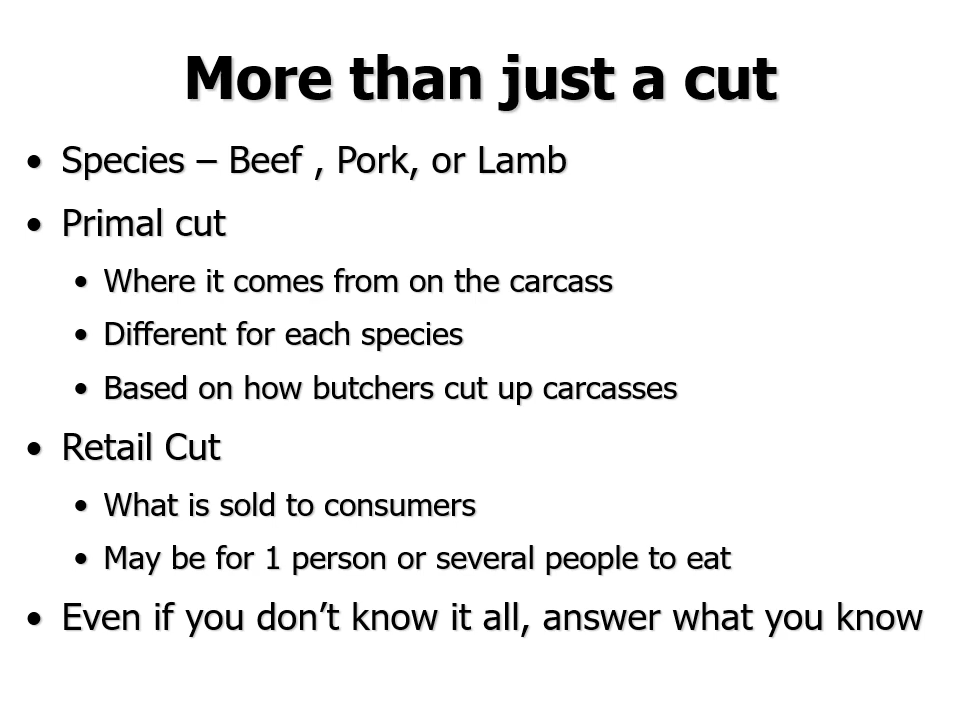 More than just a cut
• Species – Beef , Pork, or Lamb
• Primal cut
• Where it comes from on the carcass
• Different for each species
• Based on how butchers cut up carcasses
• Retail Cut
• What is sold to consumers
• May be for 1 person or several people to eat
• Even if you don’t know it all, answer what you know